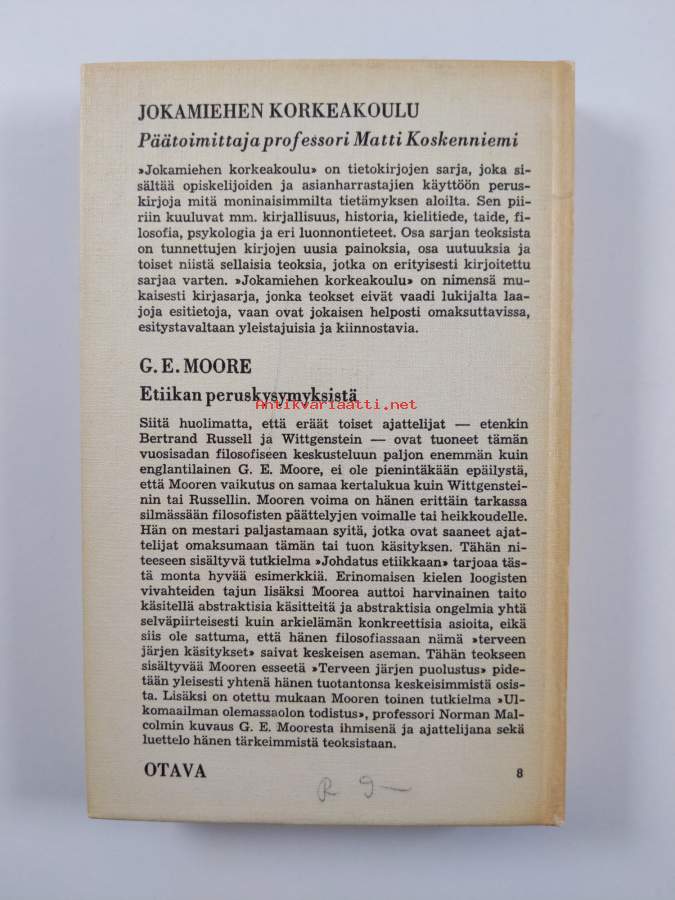 JOKAMIEHEN KORKEAKOULU
Päätoimittaja professori Matti Koskenniemi
»Jokamiehen korkeakoulu» on tietokirjojen sarja, joka si-
sältää opiskelijoiden ja asianharrastajien käyttöön perus-
kirjoja mitä moninaisimmilta tietämyksen aloilta. Sen pii-
riin kuuluvat mm. kirjallisuus, historia, kielitiede, taide, fi-
losofia, psykologia ja eri luonnontieteet. Osa sarjan teoksista
on tunnettujen kirjojen uusia painoksia, osa uutuuksia ja
toiset niistä sellaisia teoksia, jotka on erityisesti kirjoitettu
sarjaa varten. »Jokamiehen korkeakoulu» on nimensä mu-
kaisesti kirjasarja, jonka teokset eivät vaadi lukijalta laa-
joja esitietoja, vaan ovat jokaisen helposti omaksuttavissa,
esitystavaltaan yleistajuisia ja kiinnostavia.
G. E. MOORE
Etiikan peruskysymyksistä
Antikvariaatti.net
Siitä huolimatta, että eräät toiset ajattelijat — etenkin
Bertrand Russell ja Wittgenstein — ovat tuoneet tämän
vuosisadan filosofiseen keskusteluun paljon enemmän kuin
englantilainen G. E. Moore, ei ole pienintäkään epäilystä,
että Mooren vaikutus on samaa kertalukua kuin Wittgenstei-
nin tai Russellin. Mooren voima on hänen erittäin tarkassa
silmässään filosofisten päättelyjen voimalle tai heikkoudelle.
Hän on mestari paljastamaan syitä, jotka ovat saaneet ajat-
telijat omaksumaan tämän tai tuon käsityksen. Tähän ni-
teeseen sisältyvä tutkielma »Johdatus etiikkaan» tarjoaa täs-
tä monta hyvää esimerkkiä. Erinomaisen kielen loogisten
vivahteiden tajun lisäksi Moorea auttoi harvinainen taito
käsitellä abstraktisia käsitteitä ja abstraktisia ongelmia yhtä
selväpiirteisesti kuin arkielämän konkreettisia asioita, eikä
siis ole sattuma, että hänen filosofiassaan nämä »terveen
järjen käsitykset» saivat keskeisen aseman. Tähän teokseen
sisältyvää Mooren esseetä »Terveen järjen puolustus» pide-
tään yleisesti yhtenä hänen tuotantonsa keskeisimmistä osis-
ta. Lisäksi on otettu mukaan Mooren toinen tutkielma »Ul-
komaailman olemassaolon todistus», professori Norman Mal-
colmin kuvaus G. E. Mooresta ihmisenä ja ajattelijana sekä
luettelo hänen tärkeimmistä teoksistaan.
OTAVA 8
R 9—